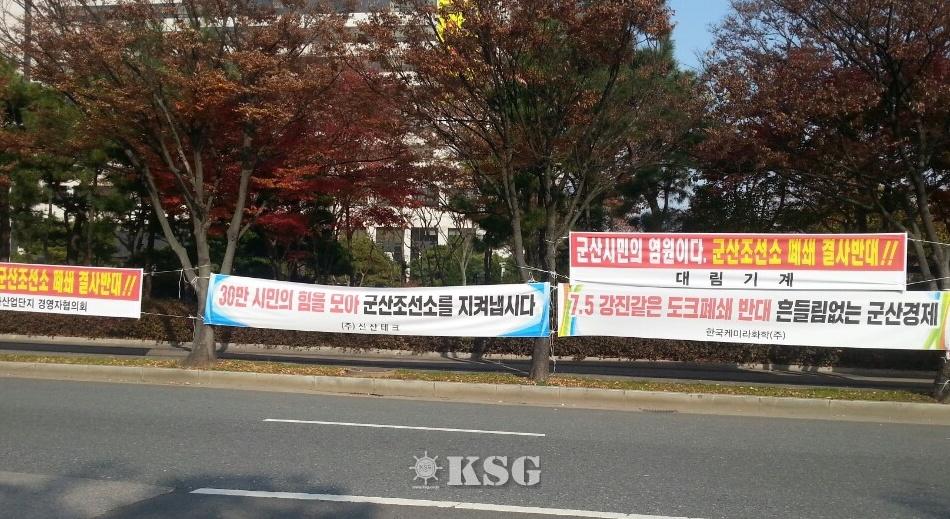 군산조선소 폐쇄 결사반대!!
산업단지 경영자협의회
30만 시민의 힘을 모아 군산조선소를 지켜냅시다
(주) 신산테크
군산시민의 염원이다. 군산조선소 폐쇄 결사반대!!
대림기계
7.5 강진같은 도크폐쇄 반대 흔들림없는 군산경제
한국케미라화학(주)
KSG